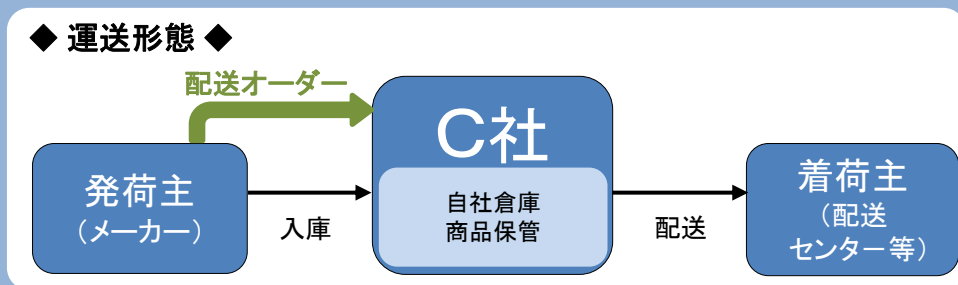 ◆ 運送形態 ◆
配送オーダー
C社
発荷主
（メーカー）
入庫
自社倉庫
商品保管
配送
着荷主
（配送
センター等）